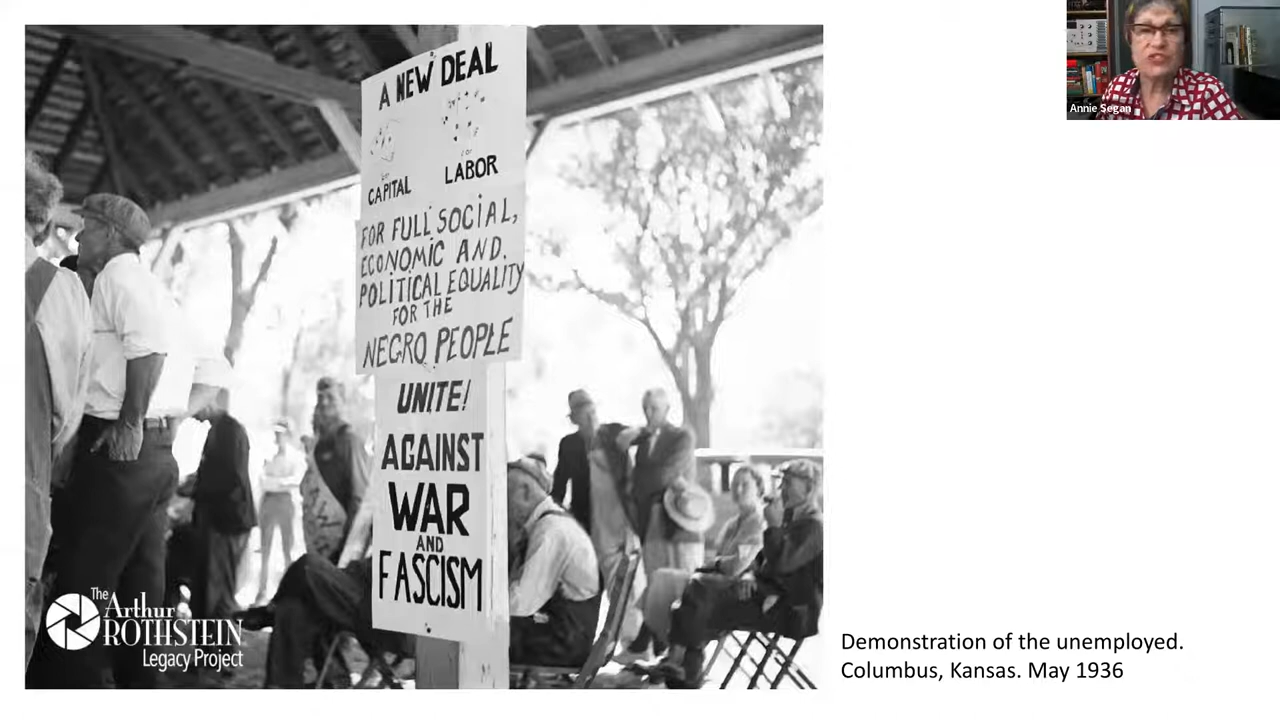 A NEW DEAL
CAPITAL
LABOR
FOR FULL SOCIAL,
ECONOMIC AND
POLITICAL EQUALITY
FOR THE
NEGRO PEOPLE
UNITE!
AGAINST
WAR
AND
FASCISM
The
Arthur
ROTHSTEIN
Legacy Project
Demonstration of the unemployed.
Columbus, Kansas. May 1936
Annie Segan